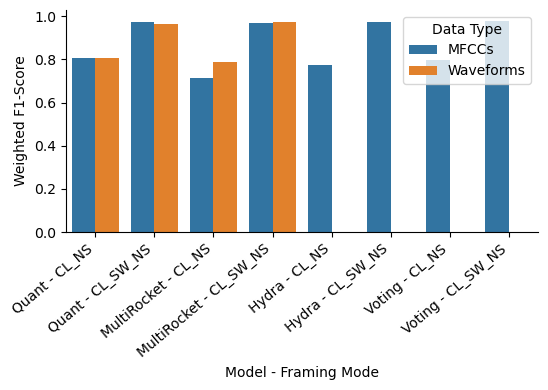 Data Type
MFCCs
Waveforms
Weighted F1-Score
1.0
0.8
0.6
0.4
0.2
0.0
Quant - CL_NS
Quant - CL_SW_NS
MultiRocket - CL_NS
MultiRocket - CL_SW_NS
Hydra - CL_NS
Hydra - CL_SW_NS
Voting - CL_NS
Voting - CL_SW_NS
Model - Framing Mode